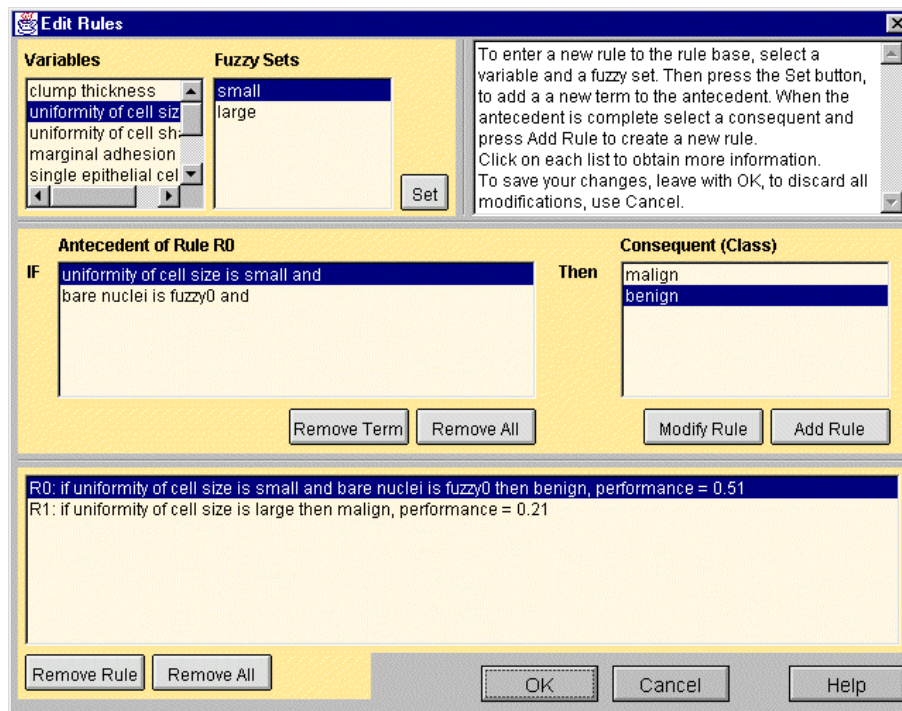 Edit Rules
Variables
clump thickness
uniformity of cell siz
uniformity of cell sh
marginal adhesion
single epithelial cel
Fuzzy Sets
small
large
Set
To enter a new rule to the rule base, select a
variable and a fuzzy set. Then press the Set button,
to add a a new term to the antecedent. When the
antecedent is complete select a consequent and
press Add Rule to create a new rule.
Click on each list to obtain more information.
To save your changes, leave with OK, to discard all
modifications, use Cancel.
Antecedent of Rule R0
IF
uniformity of cell size is small and
bare nuclei is fuzzy0 and
Remove Term
Remove All
Consequent (Class)
Then
malign
benign
Modify Rule
Add Rule
R0: if uniformity of cell size is small and bare nuclei is fuzzy0 then benign, performance = 0.51
R1: if uniformity of cell size is large then malign, performance = 0.21
Remove Rule
Remove All
OK
Cancel
Help